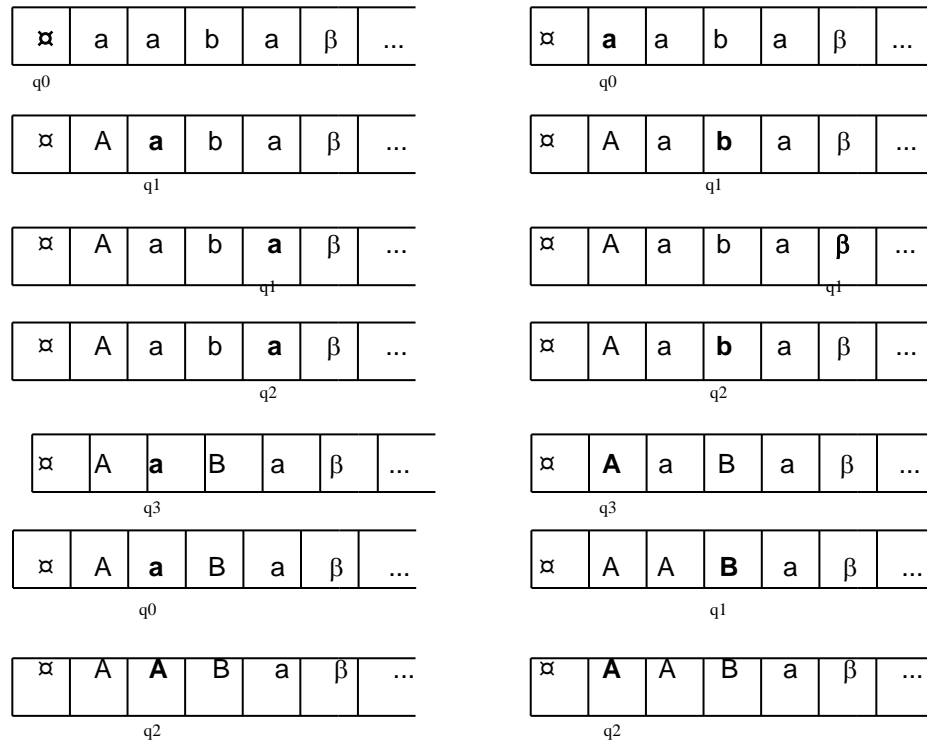 ¤ a a b a β ... ¤ a a b a β ...
q0 q0
¤ A a b a β ... ¤ A a b a β ...
q1 q1
¤ A a b a β ... ¤ A a b a β ...
q1 q1
¤ A a b a β ... ¤ A a b a β ...
q2 q2
¤ A a B a β ... ¤ A a B a β ...
q3 q3
¤ A a B a β ... ¤ A A B a β ...
q0 q1
¤ A A B a β ... ¤ A A B a β ...
q2 q2